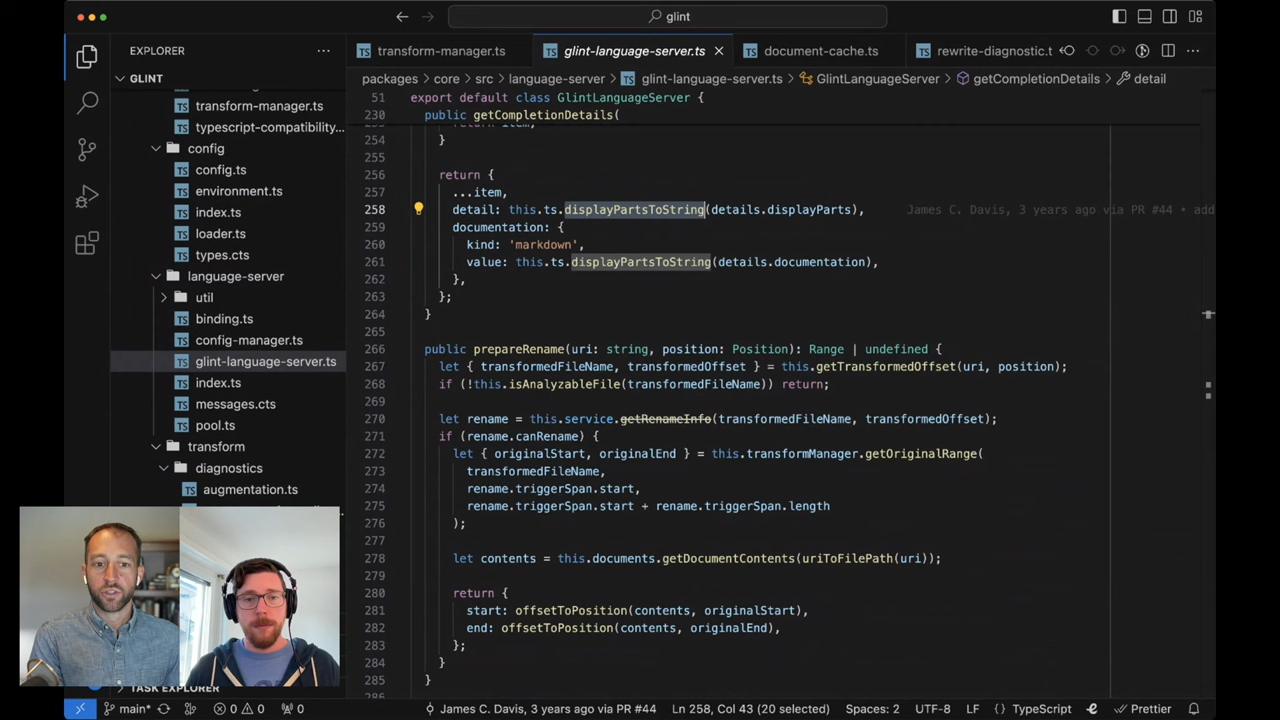 glint
EXPLORER
GLINT
transform-manager.ts
typescript-compatibility...
config
config.ts
environment.ts
index.ts
loader.ts
types.cts
language-server
util
binding.ts
config-manager.ts
glint-language-server.ts
index.ts
messages.cts
pool.ts
transform
diagnostics
augmentation.ts
TASK EXPLORER
transform-manager.ts
glint-language-server.ts
document-cache.ts
rewrite-diagnostic.t
packages > core > src > language-server > glint-language-server.ts > GlintLanguageServer > getCompletionDetails > detail
51 export default class GlintLanguageServer {
230 public getCompletionDetails(
253 return item;
254 }
255
256 return {
257 ...item,
258 detail: this.ts.displayPartsToString(details.displayParts), James C. Davis, 3 years ago via PR #44 • add
259 documentation: {
260 kind: 'markdown',
261 value: this.ts.displayPartsToString(details.documentation),
262 },
263 };
264 }
265
266 public prepareRename(uri: string, position: Position): Range | undefined {
267 let { transformedFileName, transformedOffset } = this.getTransformedOffset(uri, position);
268 if (!this.isAnalyzableFile(transformedFileName)) return;
269
270 let rename = this.service.getRenameInfo(transformedFileName, transformedOffset);
271 if (rename.canRename) {
272 let { originalStart, originalEnd } = this.transformManager.getOriginalRange(
273 transformedFileName,
274 rename.triggerSpan.start,
275 rename.triggerSpan.start + rename.triggerSpan.length
276 );
277
278 let contents = this.documents.getDocumentContents(uriToFilePath(uri));
279
280 return {
281 start: offsetToPosition(contents, originalStart),
282 end: offsetToPosition(contents, originalEnd),
283 };
284 }
285 }
286
main* 0 0 0 James C. Davis, 3 years ago via PR #44 Ln 258, Col 43 (20 selected) Spaces: 2 UTF-8 LF {} TypeScript Prettier